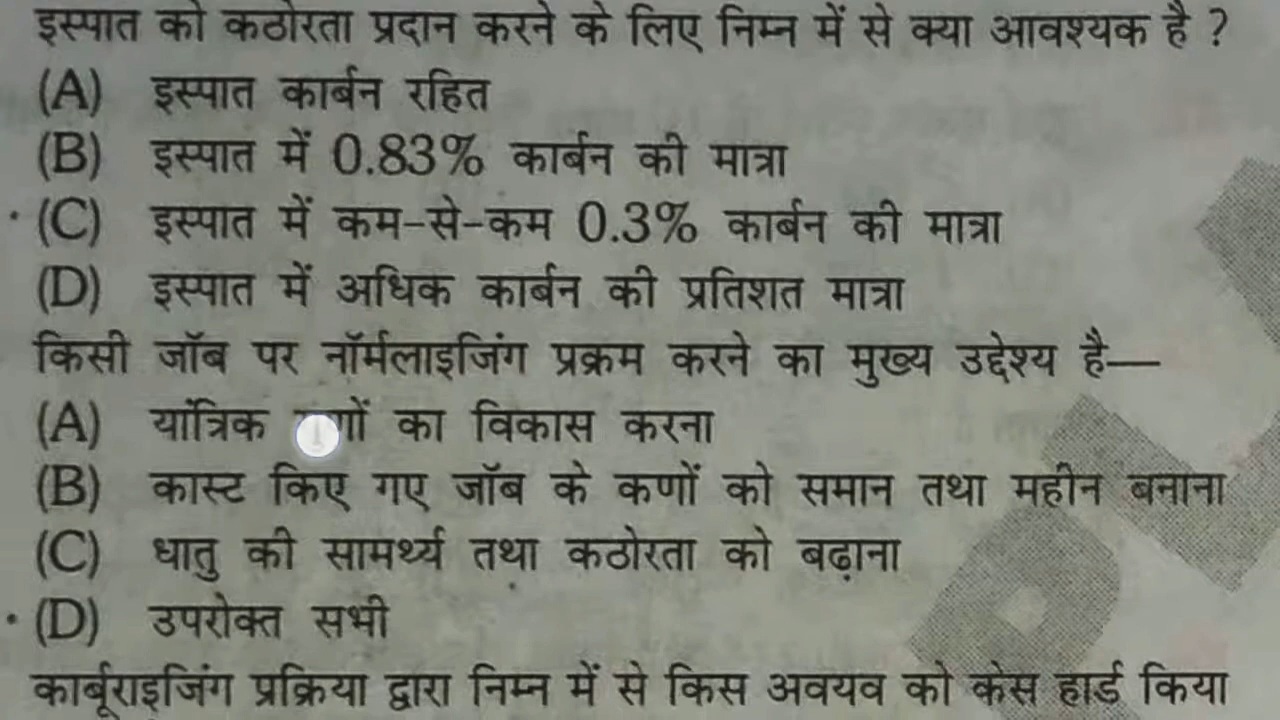 इस्पात को कठोरता प्रदान करने के लिए निम्न में से क्या आवश्यक है ?
(A) इस्पात कार्बन रहित
(B) इस्पात में 0.83% कार्बन की मात्रा
(C) इस्पात में कम-से-कम 0.3% कार्बन की मात्रा
(D) इस्पात में अधिक कार्बन की प्रतिशत मात्रा
किसी जॉब पर नॉर्मलाइजिंग प्रक्रम करने का मुख्य उद्देश्य है—
(A) यांत्रिक का विकास करना
(B) कास्ट किए गए जॉब के कणों को समान तथा महीन बनाना
(C) धातु की सामर्थ्य तथा कठोरता को बढ़ाना
(D) उपरोक्त सभी
कार्बूराइजिंग प्रक्रिया द्वारा निम्न में से किस अवयव को केस हार्ड किया